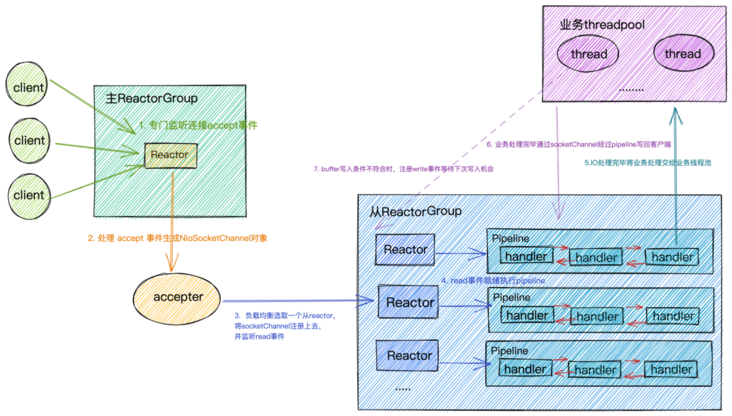 业务threadpool
thread
thread
........
client
client
client
主ReactorGroup
1. 专门监听连接accept事件
Reactor
6. 业务处理完毕通过socketChannel经过pipeline写回客户端
7. buffer写入条件不符合时，注册write事件等待下次写入机会
5.IO处理完毕将业务处理交给业务线程池
2. 处理 accept 事件生成NioSocketChannel对象
accepter
3. 负载均衡选取一个从reactor，
将socketChannel注册上去，
并监听read事件
从ReactorGroup
Reactor
Pipeline
handler
handler
handler
4. read事件就绪执行pipeline
Reactor
Pipeline
handler
handler
handler
Reactor
Pipeline
handler
handler
handler
.....